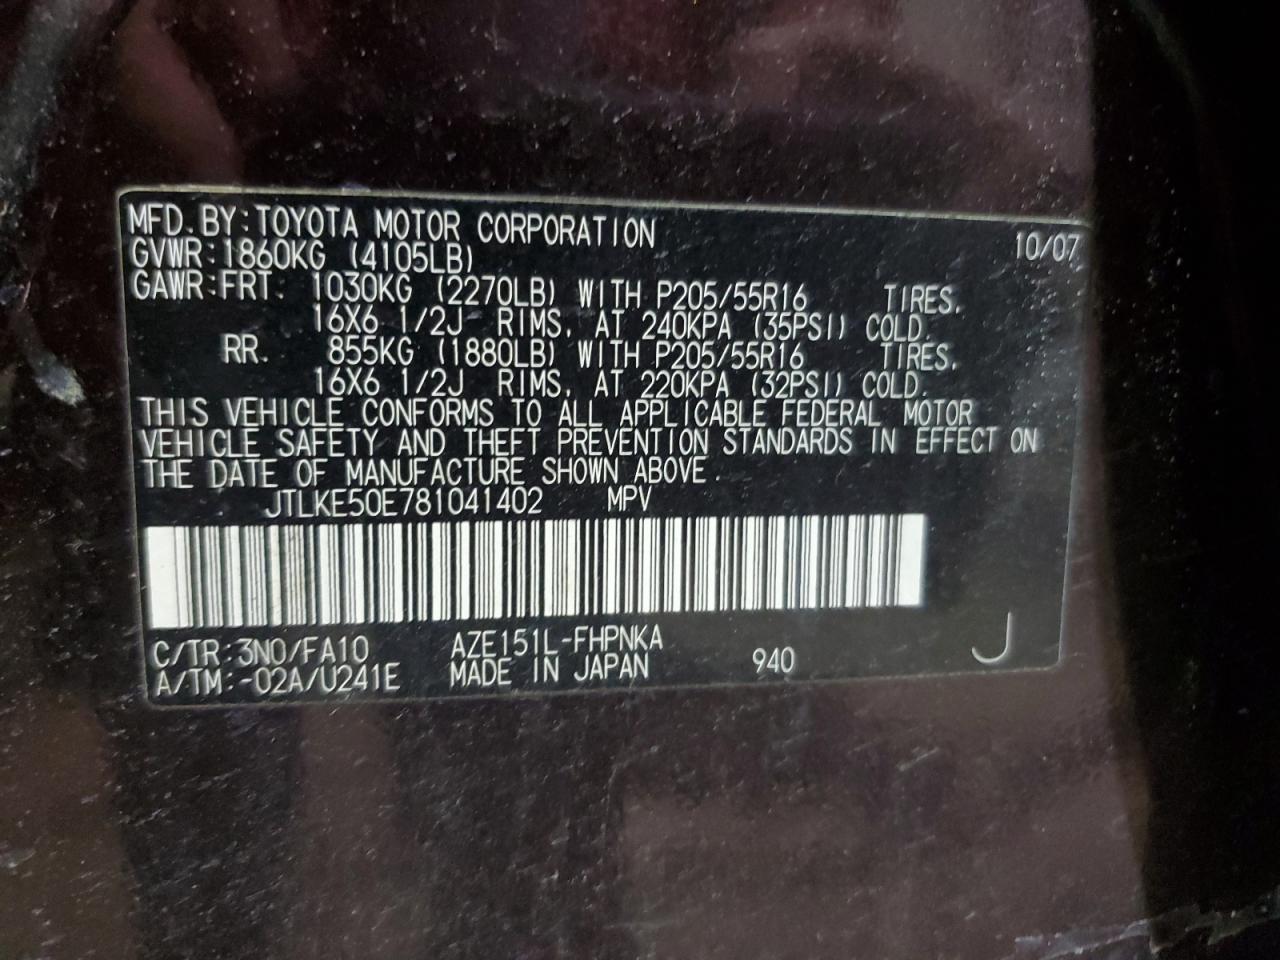 MFD.BY:TOYOTA MOTOR CORPORATION 10/07
GVWR:1860KG (4105LB)
GAWR:FRT. 1030KG (2270LB) WITH P205/55R16 TIRES,
16X6 1/2J RIMS, AT 240KPA (35PSI) COLD.
RR. 855KG (1880LB) WITH P205/55R16 TIRES,
16X6 1/2J RIMS, AT 220KPA (32PSI) COLD.
THIS VEHICLE CONFORMS TO ALL APPLICABLE FEDERAL MOTOR
VEHICLE SAFETY AND THEFT PREVENTION STANDARDS IN EFFECT ON
THE DATE OF MANUFACTURE SHOWN ABOVE.
JTLKE50E781041402 MPV
C/TR:3N0/FA10 AZE151L-FHPNKA
A/TM:-02A/U241E MADE IN JAPAN 940 J